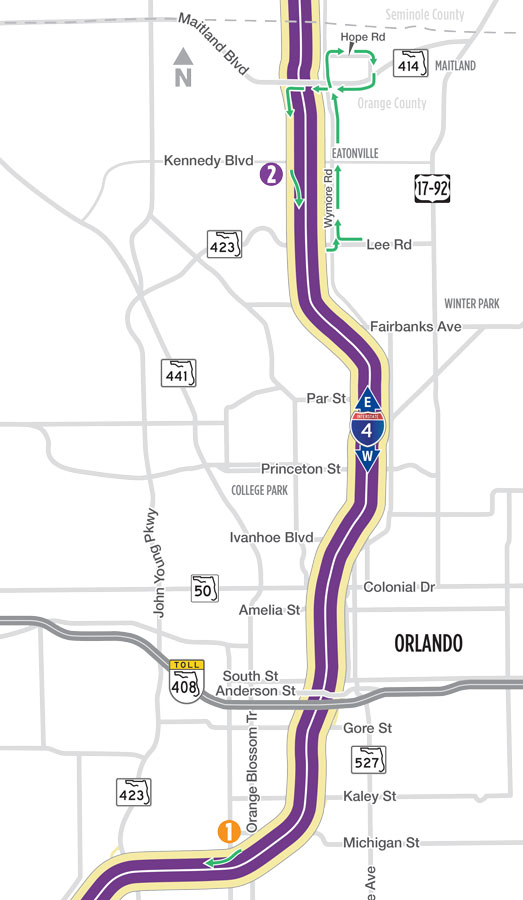 Seminole County
Maitland Blvd
Hope Rd
414
MAITLAND
N
Orange County
EATONVILLE
Kennedy Blvd
2
Wymore Rd
17-92
423
Lee Rd
WINTER PARK
Fairbanks Ave
441
Par St
E
INTERSTATE
4
W
Princeton St
COLLEGE PARK
Ivanhoe Blvd
John Young Pkwy
50
Colonial Dr
Amelia St
ORLANDO
TOLL
408
South St
Anderson St
Orange Blossom Tr
Gore St
527
423
Kaley St
1
Michigan St
e Ave